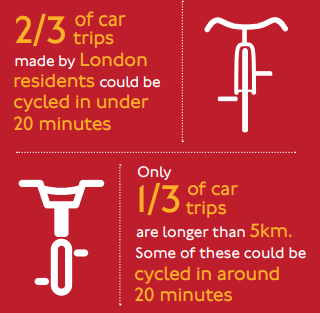 2/3 of car
trips
made by London
residents could be
cycled in under
20 minutes
Only
1/3 of car
trips
are longer than 5km.
Some of these could be
cycled in around
20 minutes